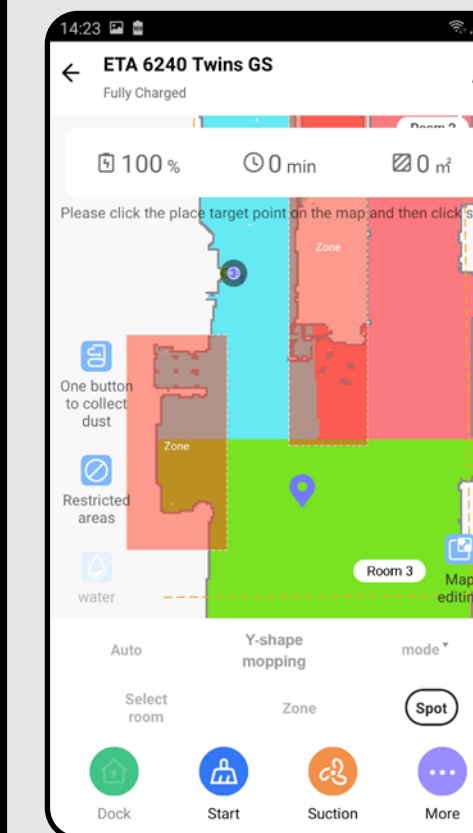 14:23
ETA 6240 Twins GS
Fully Charged
100 %
0 min
0 ㎡
Please click the place target point on the map and then click
Zone
One button
to collect
dust
Zone
Restricted
areas
Room 3
Map
water
Auto
Y-shape
mopping
mode
Select
room
Zone
Spot
Dock
Start
Suction
More